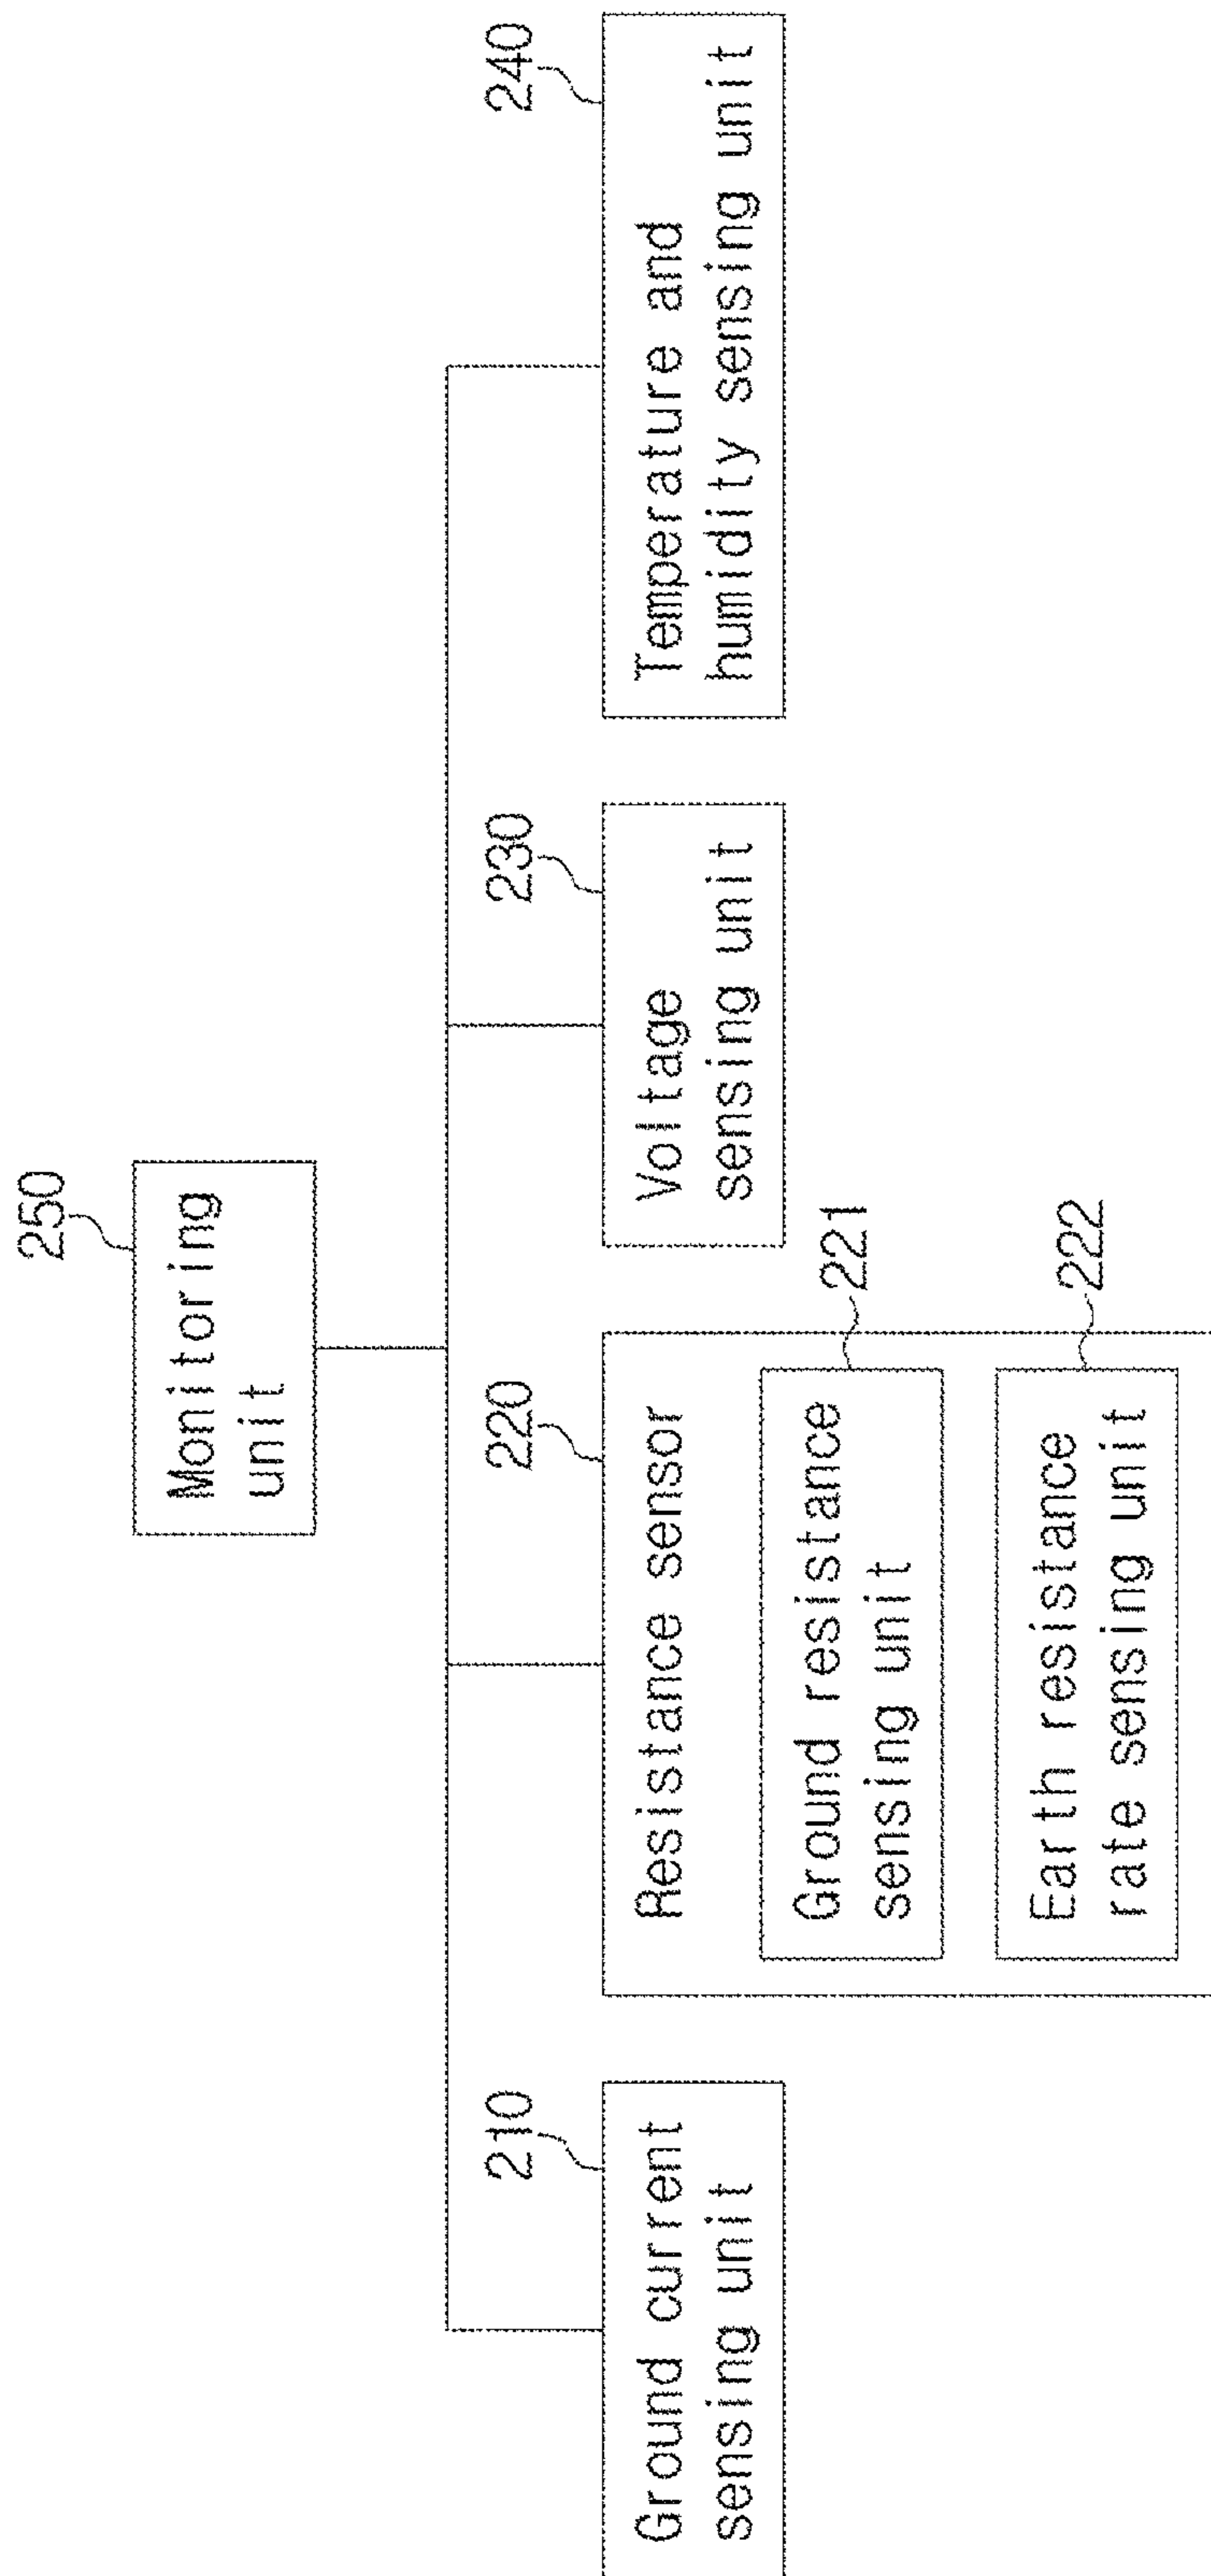 250
Monitoring
unit
210
Ground current
sensing unit
220
Resistance sensor
221
Ground resistance
sensing unit
222
Earth resistance
rate sensing unit
230
Voltage
sensing unit
240
Temperature and
humidity sensing unit